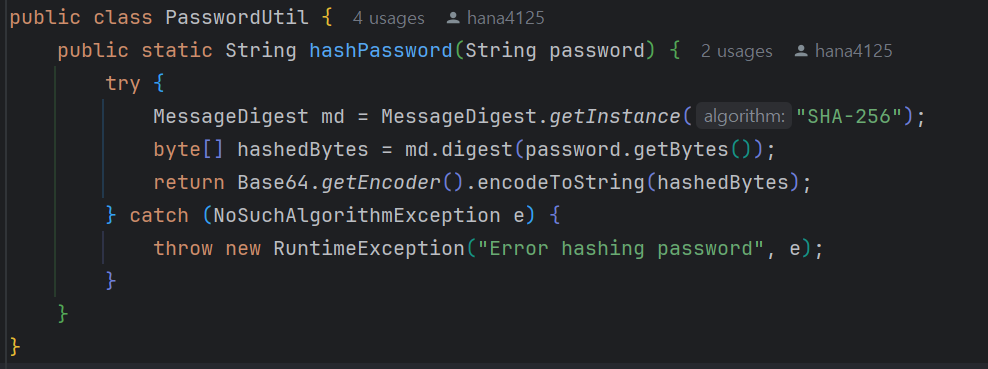 public class PasswordUtil { 4 usages hana4125
public static String hashPassword(String password) { 2 usages hana4125
try {
MessageDigest md = MessageDigest.getInstance( algorithm: "SHA-256");
byte[] hashedBytes = md.digest(password.getBytes());
return Base64.getEncoder().encodeToString(hashedBytes);
} catch (NoSuchAlgorithmException e) {
throw new RuntimeException("Error hashing password", e);
}
}
}